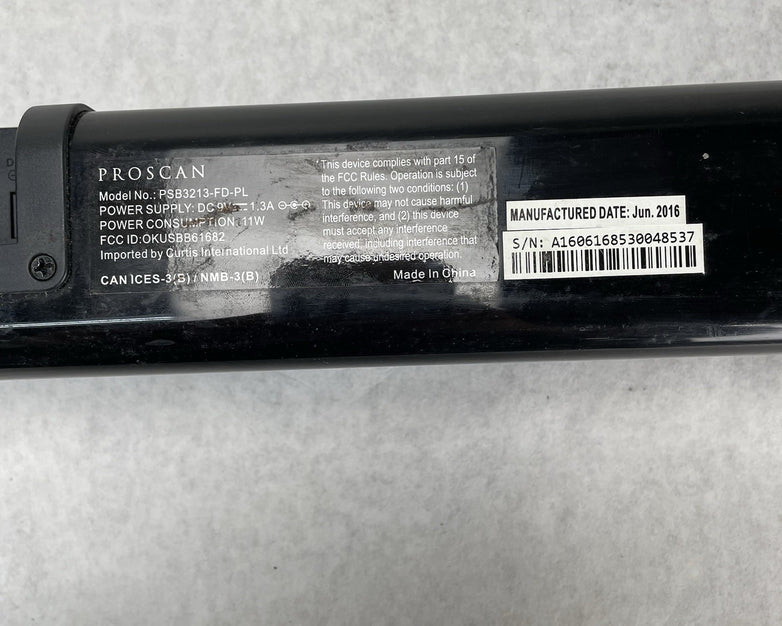 PROSCAN
Model No.: PSB3213-FD-PL
POWER SUPPLY: DC 9V 1.3A
POWER CONSUMPTION: 11W
FCC ID:OKUSBB61682
Imported by Curtis International Ltd
CAN ICES-3(B) / NMB-3(B)
This device complies with part 15 of
the FCC Rules. Operation is subject
to the following two conditions: (1)
This device may not cause harmful
interference, and (2) this device
must accept any interference
received, including interference that
may cause undesired operation.
Made in China
MANUFACTURED DATE: Jun. 2016
S/N: A1606168530048537